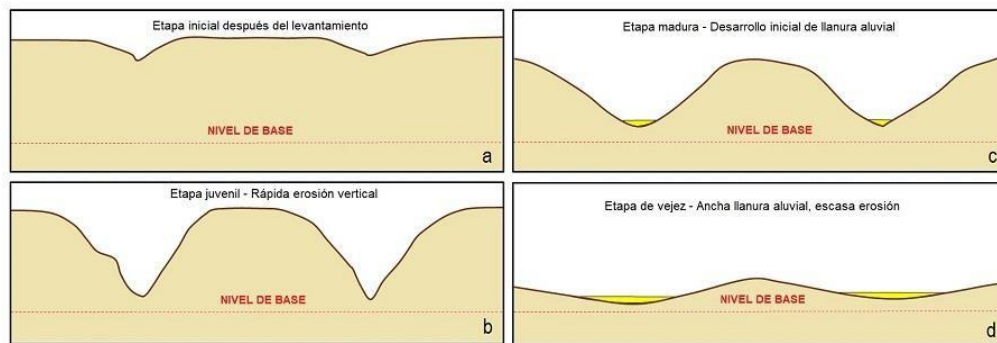 Etapa inicial después del levantamiento
NIVEL DE BASE
a
Etapa juvenil - Rápida erosión vertical
NIVEL DE BASE
b
Etapa madura - Desarrollo inicial de llanura aluvial
NIVEL DE BASE
c
Etapa de vejez - Ancha llanura aluvial, escasa erosión
NIVEL DE BASE
d